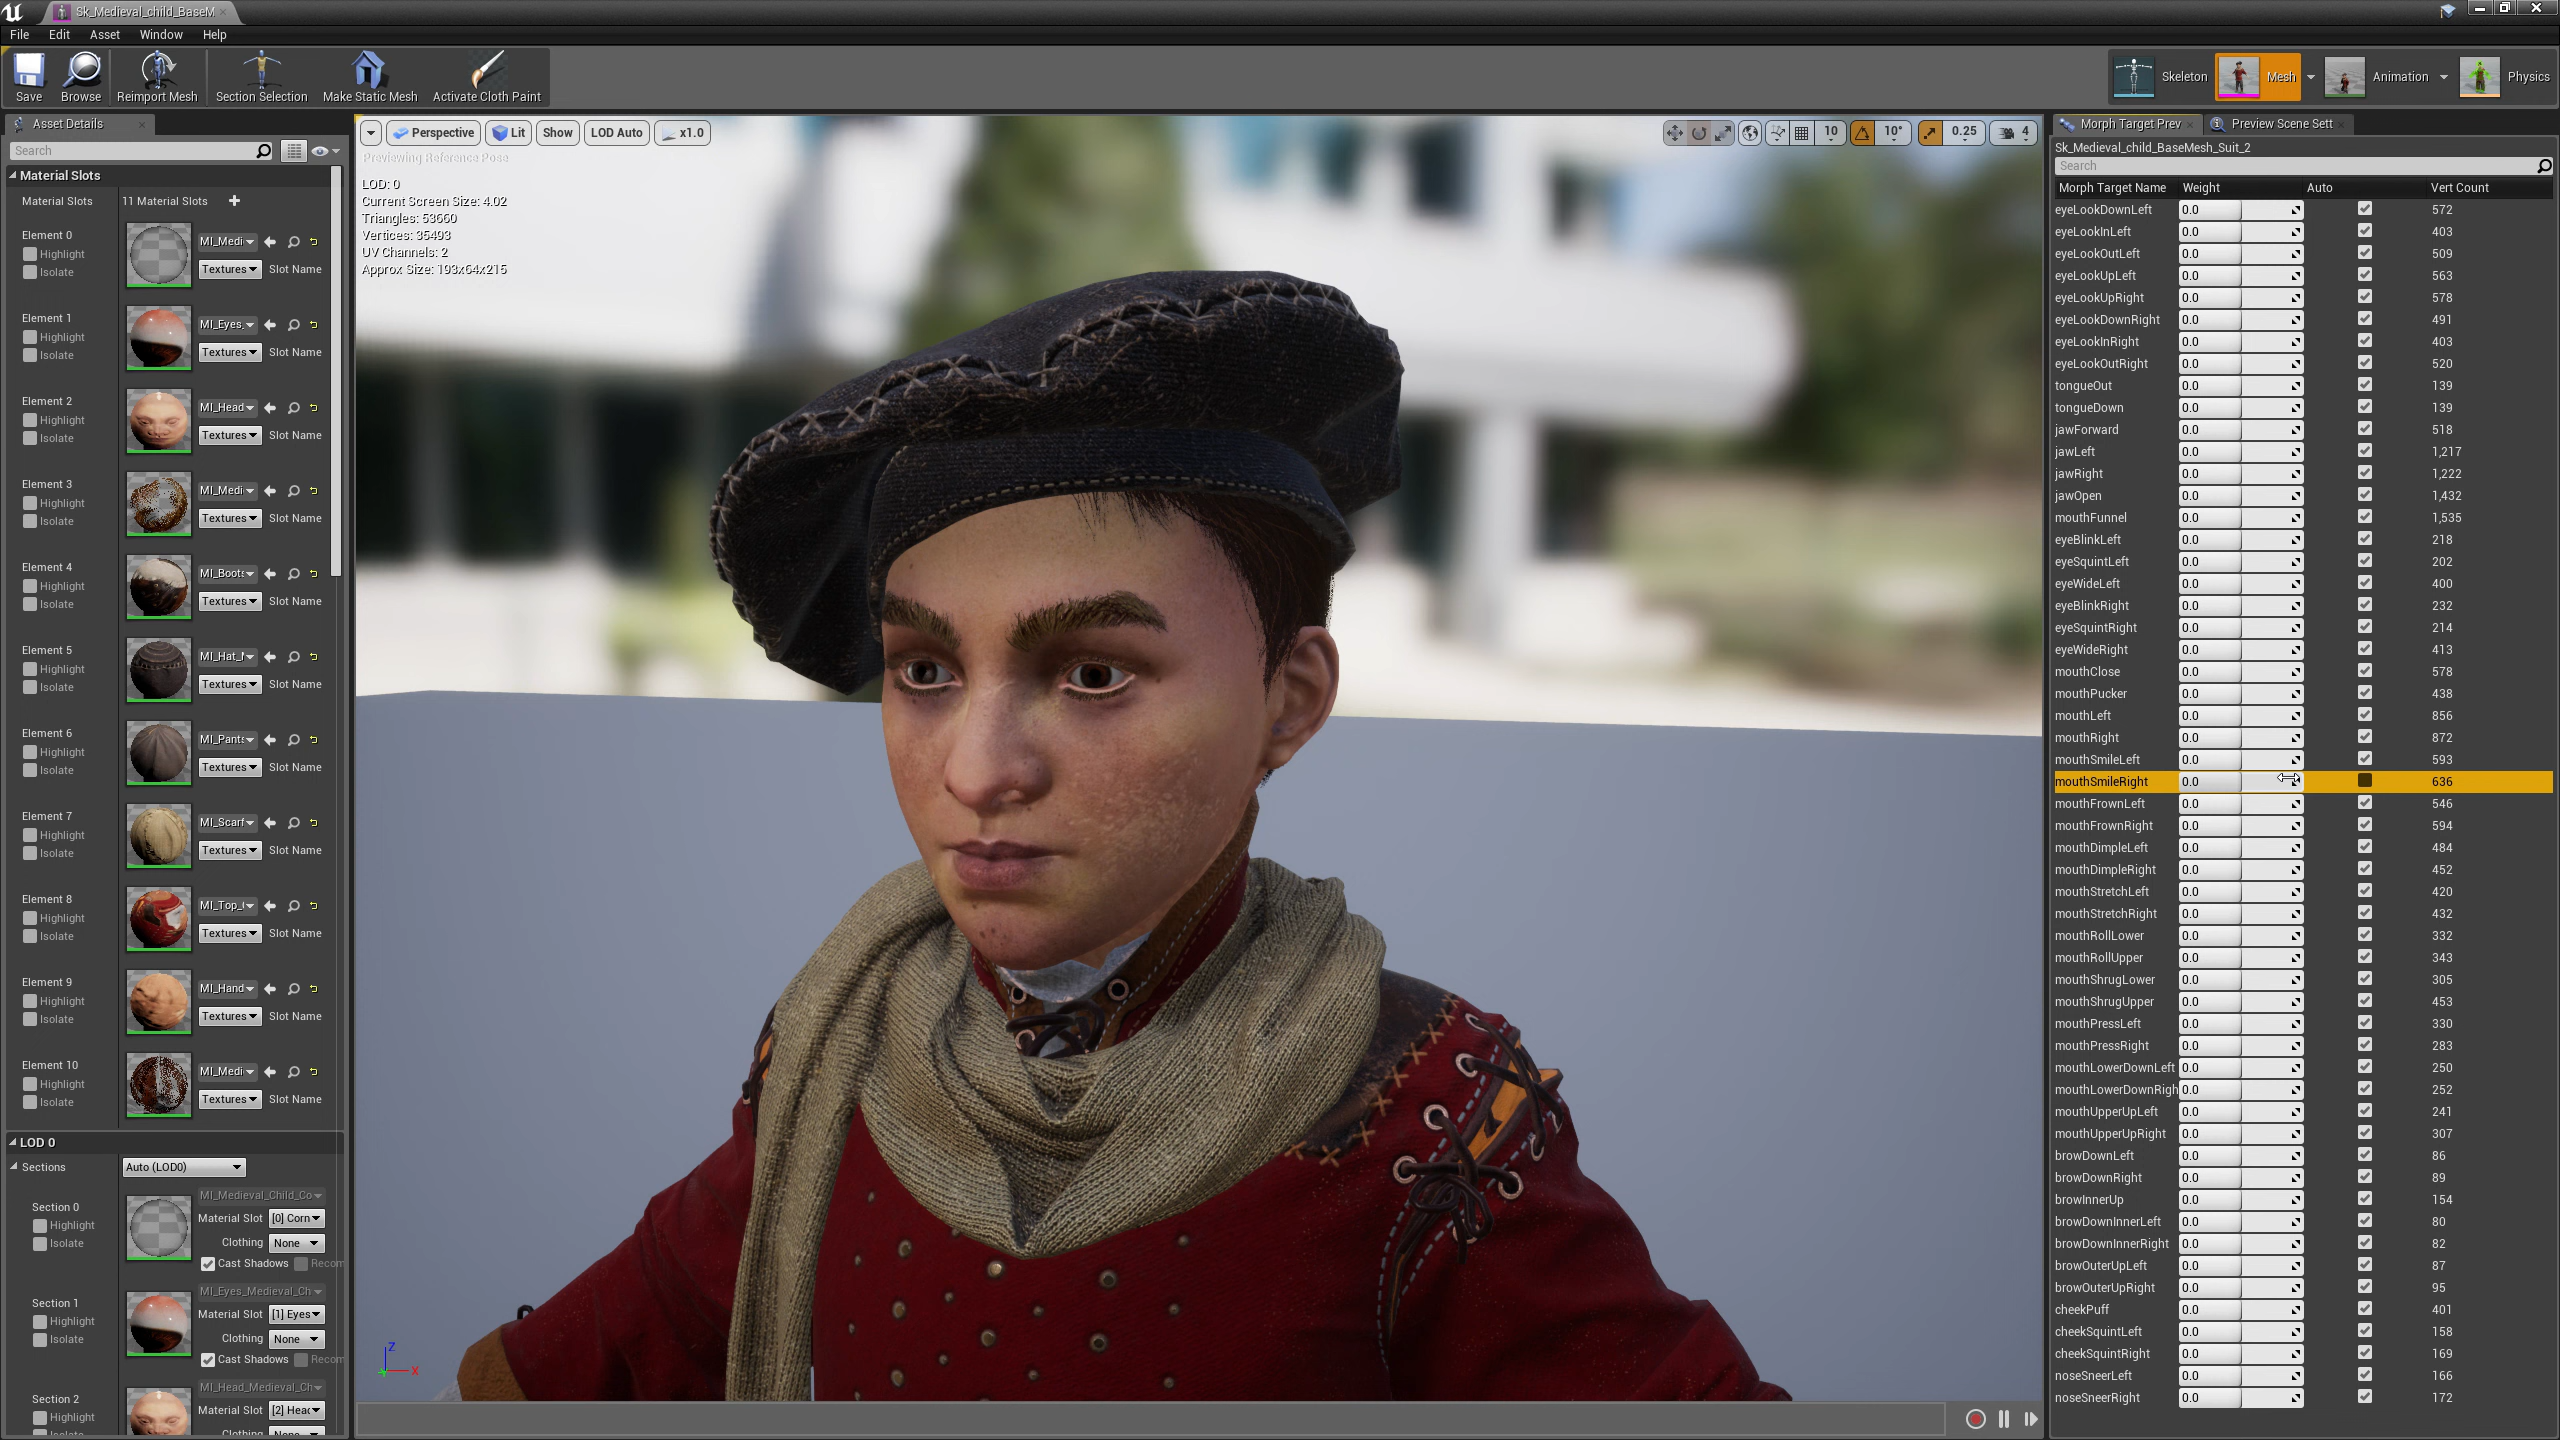 Sk_Medieval_child_BaseM
File Edit Asset Window Help
Save Browse Reimport Mesh Section Selection Make Static Mesh Activate Cloth Paint
Skeleton Mesh Animation Physics
Asset Details
Search
Material Slots
Material Slots 11 Material Slots
Element 0
Highlight
Isolate
MI_Medi
Textures Slot Name
Element 1
Highlight
Isolate
MI_Eyes.
Textures Slot Name
Element 2
Highlight
Isolate
MI_Head
Textures Slot Name
Element 3
Highlight
Isolate
MI_Medi
Textures Slot Name
Element 4
Highlight
Isolate
MI_Boots
Textures Slot Name
Element 5
Highlight
Isolate
MI_Hat_
Textures Slot Name
Element 6
Highlight
Isolate
MI_Pants
Textures Slot Name
Element 7
Highlight
Isolate
MI_Scarf
Textures Slot Name
Element 8
Highlight
Isolate
MI_Top_
Textures Slot Name
Element 9
Highlight
Isolate
MI_Hand
Textures Slot Name
Element 10
Highlight
Isolate
MI_Medi
Textures Slot Name
LOD 0
Sections Auto (LOD0)
Section 0
Highlight
Isolate
MI_Medieval_Child_Co
Material Slot [0] Corn
Clothing None
Cast Shadows Recom
Section 1
Highlight
Isolate
MI_Eyes_Medieval_Ch
Material Slot [1] Eyes
Clothing None
Cast Shadows Recom
Section 2
Highlight
MI_Head_Medieval_Ch
Material Slot [2] Head
Perspective Lit Show LOD Auto x1.0
10 10° 0.25 4
Previewing Reference Pose
LOD: 0
Current Screen Size: 4.02
Triangles: 53660
Vertices: 35493
UV Channels: 2
Approx Size: 193x64x215
Z
X
Morph Target Prev Preview Scene Sett
Sk_Medieval_child_BaseMesh_Suit_2
Search
Morph Target Name Weight Auto Vert Count
eyeLookDownLeft 0.0 572
eyeLookInLeft 0.0 403
eyeLookOutLeft 0.0 509
eyeLookUpLeft 0.0 563
eyeLookUpRight 0.0 578
eyeLookDownRight 0.0 491
eyeLookInRight 0.0 403
eyeLookOutRight 0.0 520
tongueOut 0.0 139
tongueDown 0.0 139
jawForward 0.0 518
jawLeft 0.0 1,217
jawRight 0.0 1,222
jawOpen 0.0 1,432
mouthFunnel 0.0 1,535
eyeBlinkLeft 0.0 218
eyeSquintLeft 0.0 202
eyeWideLeft 0.0 400
eyeBlinkRight 0.0 232
eyeSquintRight 0.0 214
eyeWideRight 0.0 413
mouthClose 0.0 578
mouthPucker 0.0 438
mouthLeft 0.0 856
mouthRight 0.0 872
mouthSmileLeft 0.0 593
mouthSmileRight 0.0 636
mouthFrownLeft 0.0 546
mouthFrownRight 0.0 594
mouthDimpleLeft 0.0 484
mouthDimpleRight 0.0 452
mouthStretchLeft 0.0 420
mouthStretchRight 0.0 432
mouthRollLower 0.0 332
mouthRollUpper 0.0 343
mouthShrugLower 0.0 305
mouthShrugUpper 0.0 453
mouthPressLeft 0.0 330
mouthPressRight 0.0 283
mouthLowerDownLeft 0.0 250
mouthLowerDownRigh 0.0 252
mouthUpperUpLeft 0.0 241
mouthUpperUpRight 0.0 307
browDownLeft 0.0 86
browDownRight 0.0 89
browInnerUp 0.0 154
browDownInnerLeft 0.0 80
browDownInnerRight 0.0 82
browOuterUpLeft 0.0 87
browOuterUpRight 0.0 95
cheekPuff 0.0 401
cheekSquintLeft 0.0 158
cheekSquintRight 0.0 169
noseSneerLeft 0.0 166
noseSneerRight 0.0 172